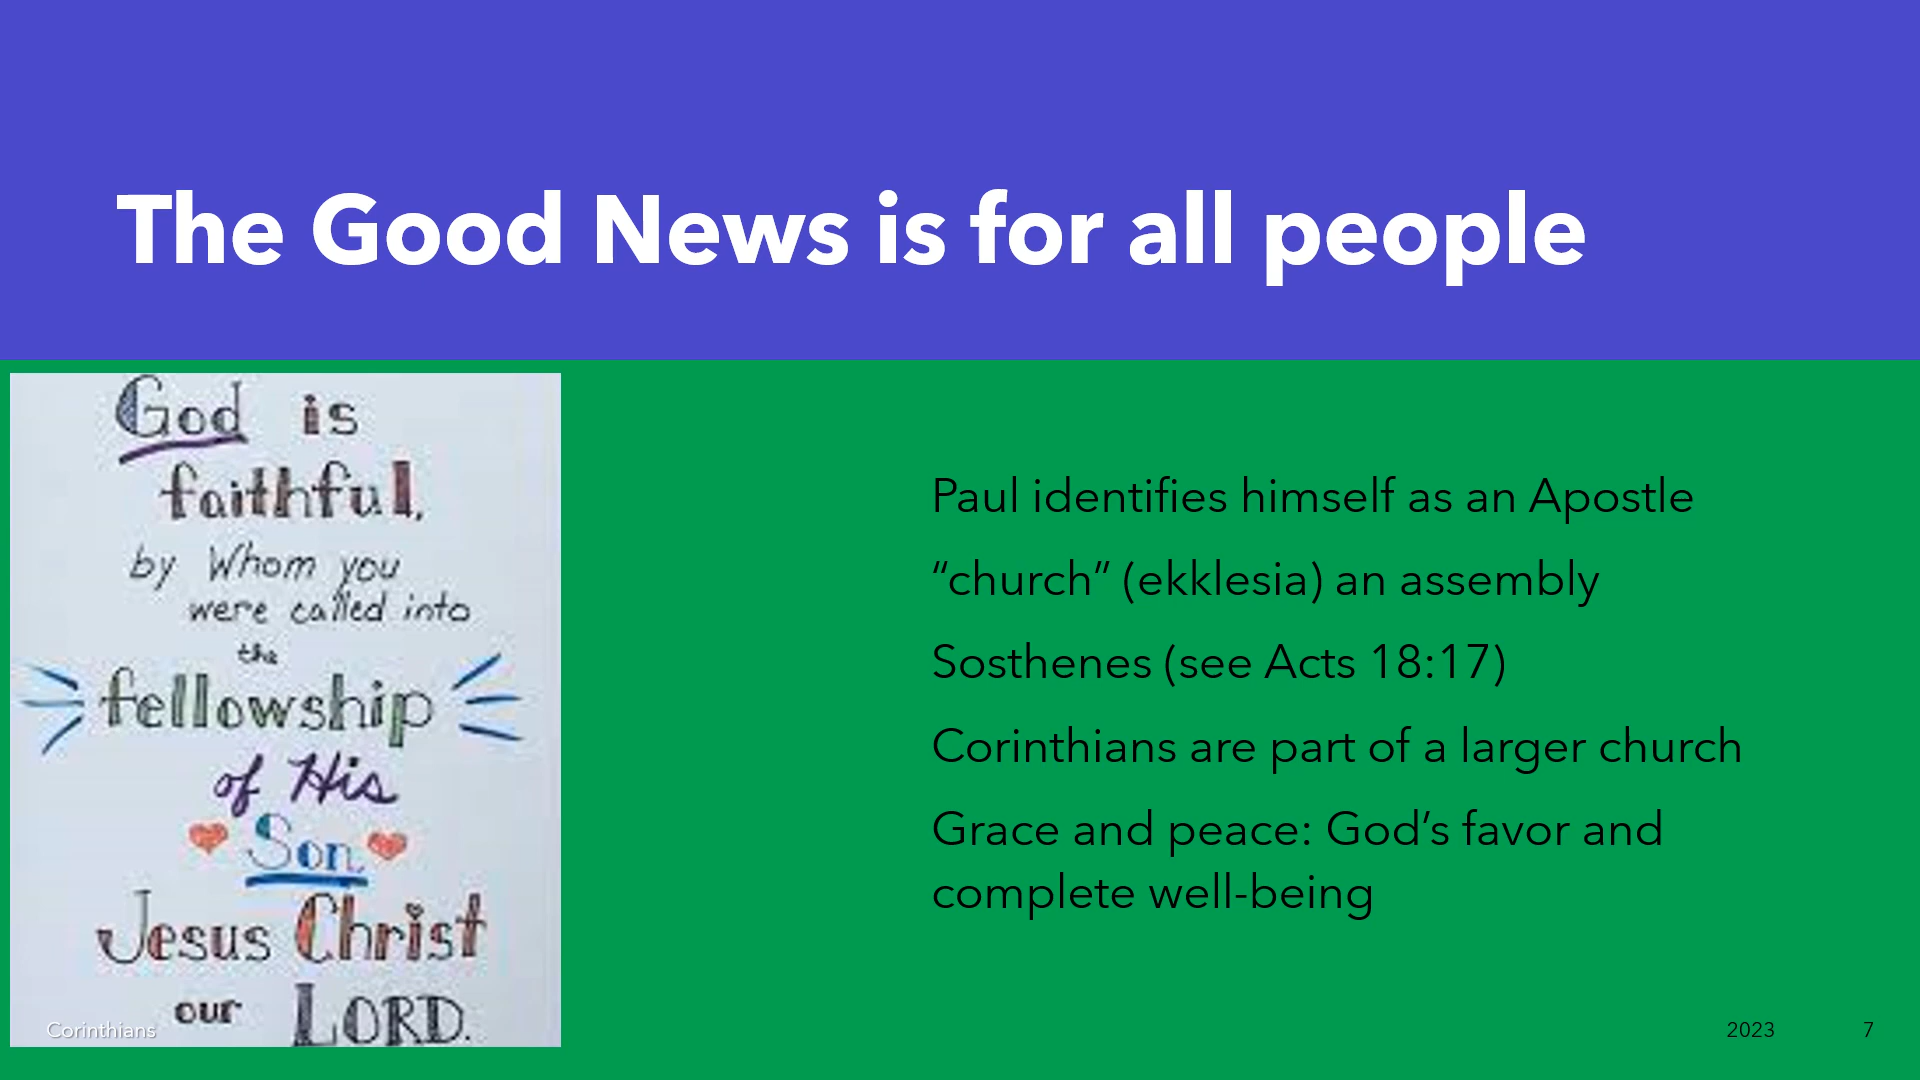 The Good News is for all people
God is
faithful,
by Whom you
were called into
the
fellowship
of His
Son,
Jesus Christ
our LORD.
Paul identifies himself as an Apostle
“church” (ekklesia) an assembly
Sosthenes (see Acts 18:17)
Corinthians are part of a larger church
Grace and peace: God’s favor and
complete well-being
Corinthians
2023
7